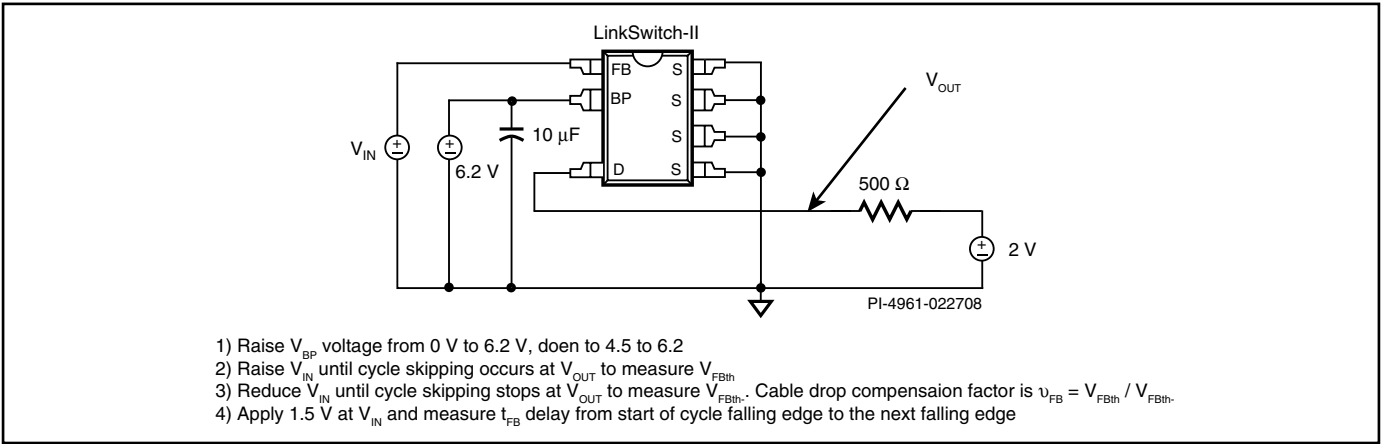 LinkSwitch-II
FB S
BP S
S
D S
V_IN
6.2 V
10 μF
V_OUT
500 Ω
2 V
PI-4961-022708
1) Raise V_BP voltage from 0 V to 6.2 V, doen to 4.5 to 6.2
2) Raise V_IN until cycle skipping occurs at V_OUT to measure V_FBth
3) Reduce V_IN until cycle skipping stops at V_OUT to measure V_FBth-. Cable drop compensaion factor is υ_FB = V_FBth / V_FBth-.
4) Apply 1.5 V at V_IN and measure t_FB delay from start of cycle falling edge to the next falling edge